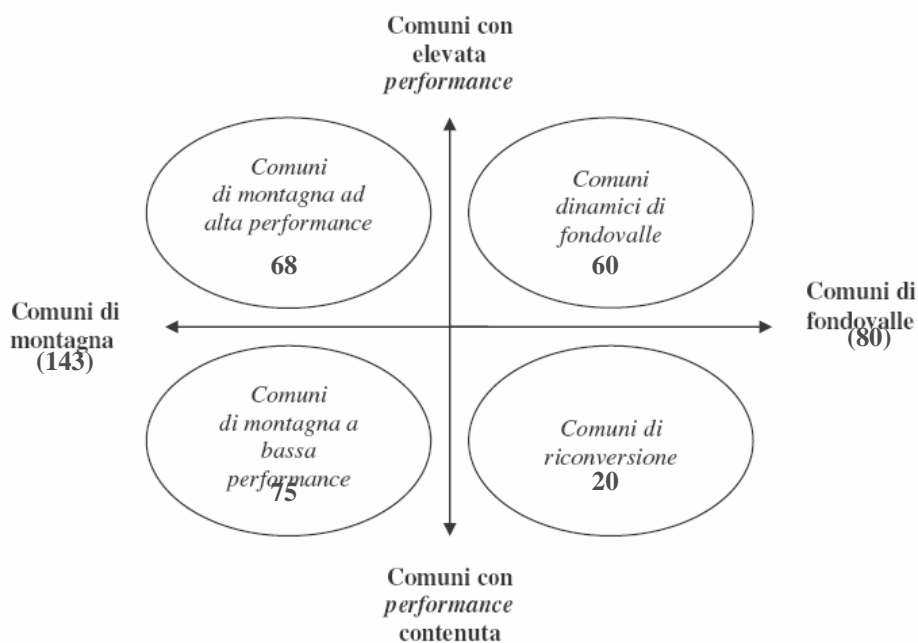 Comuni con
elevata
performance
Comuni
di montagna ad
alta performance
68
Comuni
dinamici di
fondovalle
60
Comuni di
montagna
(143)
Comuni di
fondovalle
(80)
Comuni
di montagna a
bassa
performance
75
Comuni di
riconversione
20
Comuni con
performance
contenuta